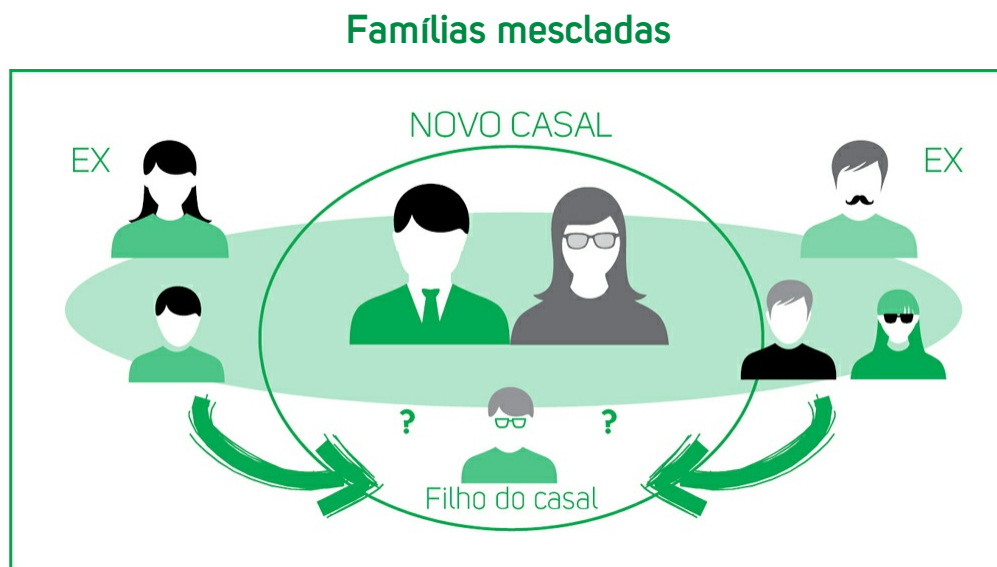 Famílias mescladas
NOVO CASAL
EX
EX
?
?
Filho do casal